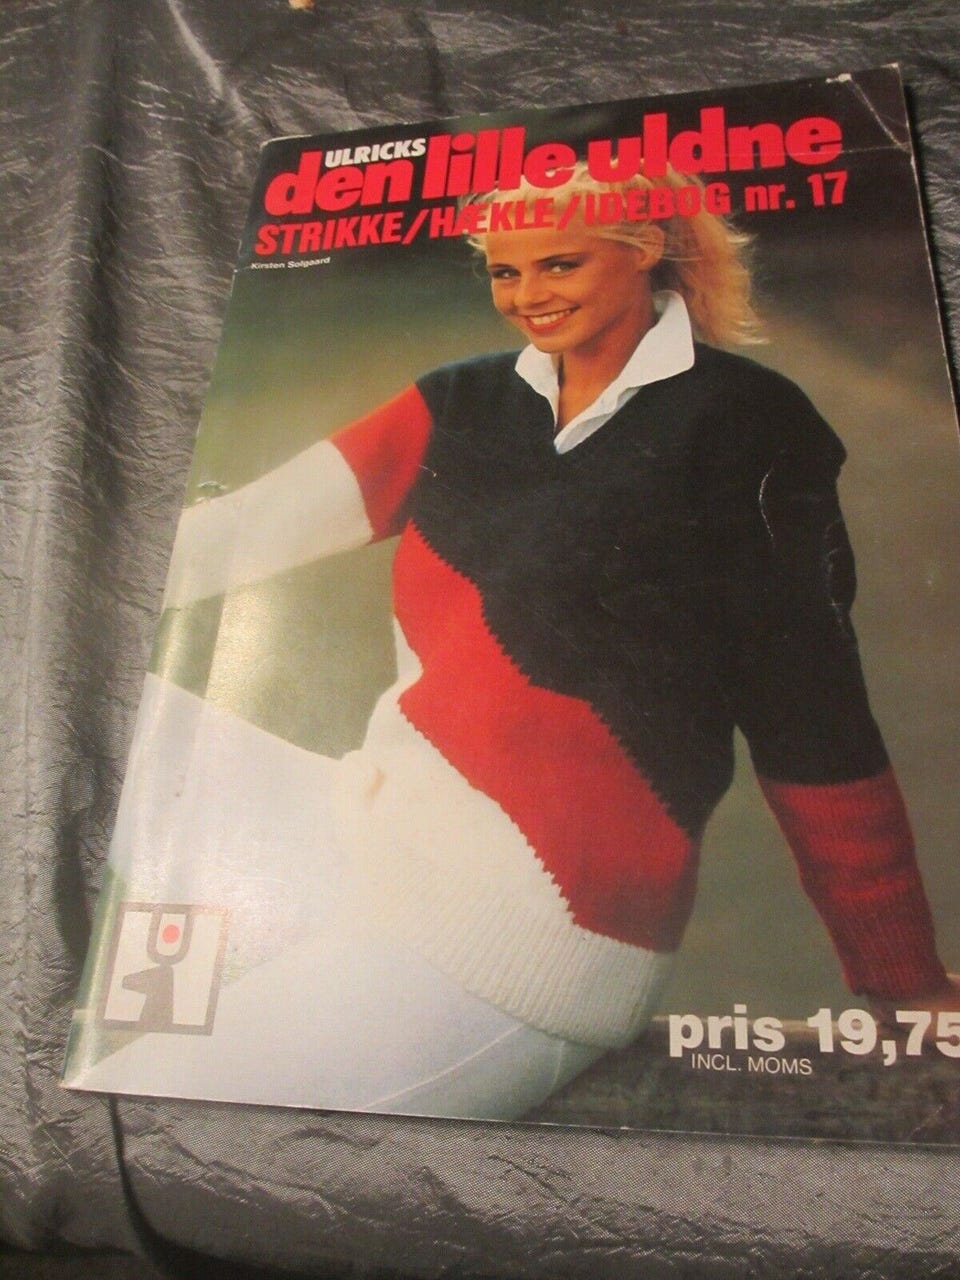 ULRICKS
den lille uldne
STRIKKE/HÆKLE/IDEBOG nr. 17
Kirsten Solgaard
pris 19,75
INCL. MOMS